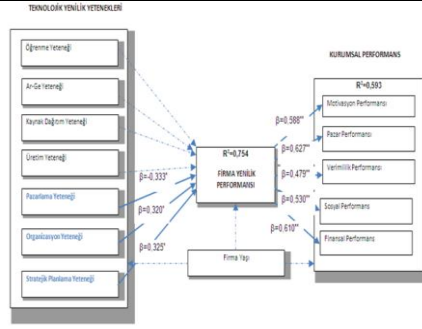 TEKNOLOJİK YENİLİK YETENEKLERİ
Öğrenme Yeteneği
Ar-Ge Yeteneği
Kaynak Dağıtım Yeteneği
Üretim Yeteneği
Pazarlama Yeteneği
Organizasyon Yeteneği
Stratejik Planlama Yeteneği
β=-0,333*
β=0,320*
β=0,325*
R²=0,754
FİRMA YENİLİK
PERFORMANSI
Firma Yapı
β=0,588**
β=0,627**
β=0,479**
β=0,530**
β=0,610**
KURUMSAL PERFORMANS
R²=0,593
Motivasyon Performansı
Pazar Performansı
Verimlilik Performansı
Sosyal Performans
Finansal Performans